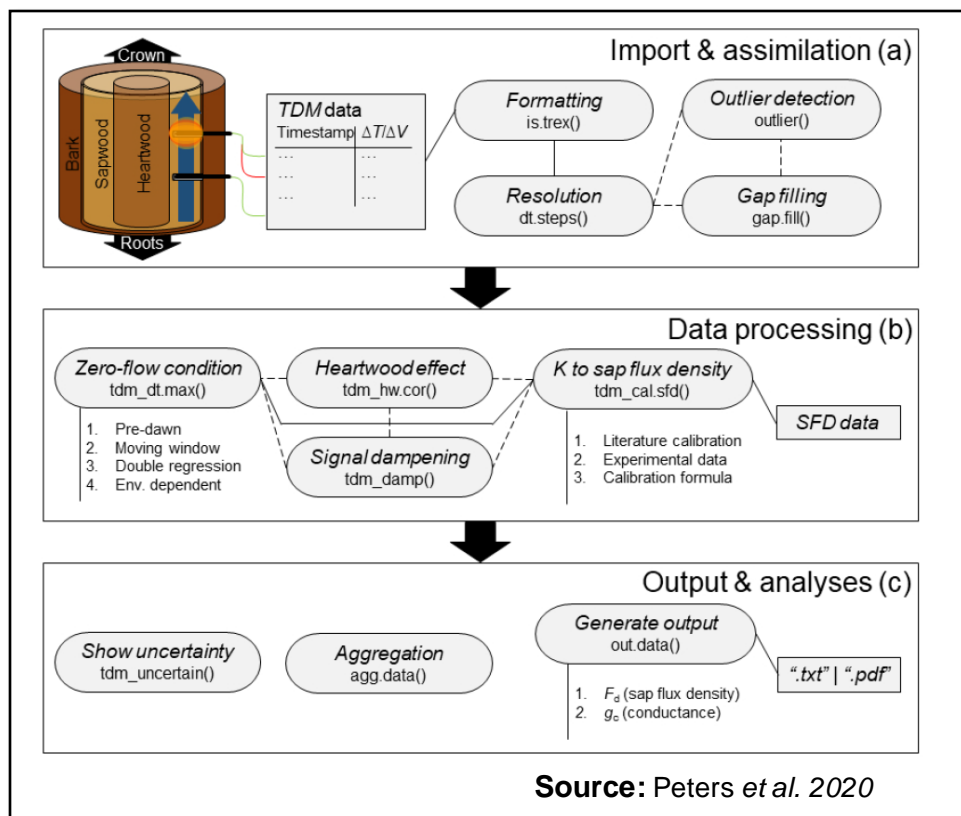 Import & assimilation (a)
Crown
Bark
Sapwood
Heartwood
Roots
TDM data
Timestamp ΔT/ΔV
... ...
... ...
... ...
Formatting
is.trex()
Outlier detection
outlier()
Resolution
dt.steps()
Gap filling
gap.fill()
Data processing (b)
Zero-flow condition
tdm_dt.max()
1. Pre-dawn
2. Moving window
3. Double regression
4. Env. dependent
Heartwood effect
tdm_hw.cor()
Signal dampening
tdm_damp()
K to sap flux density
tdm_cal.sfd()
1. Literature calibration
2. Experimental data
3. Calibration formula
SFD data
Output & analyses (c)
Show uncertainty
tdm_uncertain()
Aggregation
agg.data()
Generate output
out.data()
1. Fd (sap flux density)
2. gc (conductance)
“.txt” | “.pdf”
Source: Peters et al. 2020